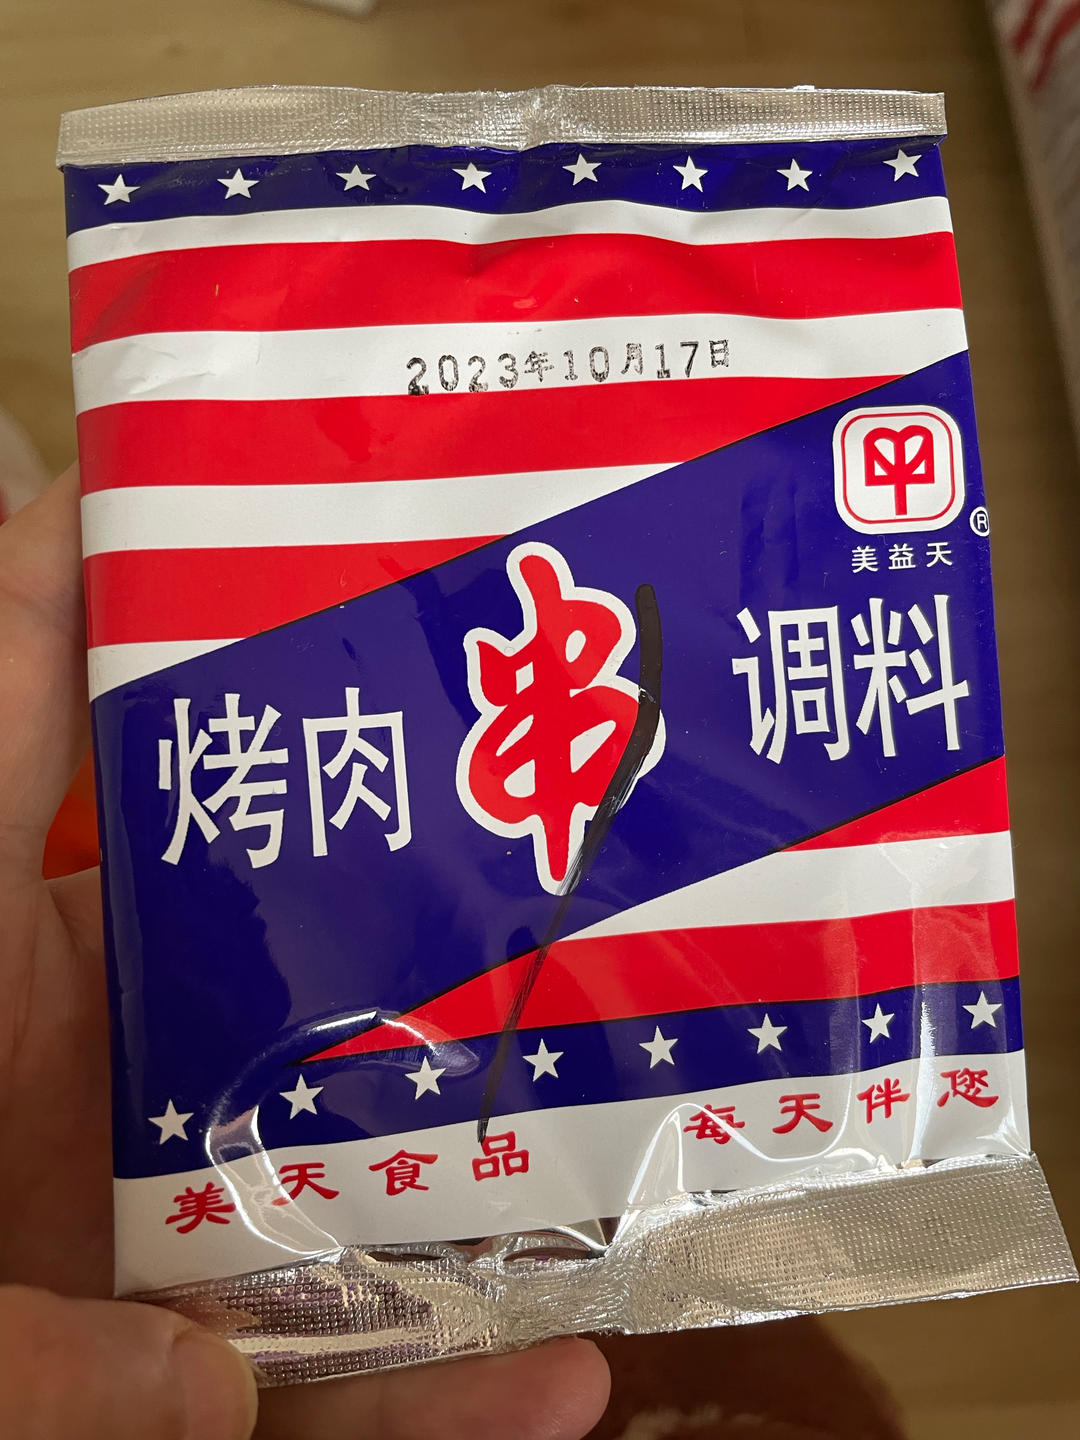 2023年10月17日
®
美益天
烤肉串调料
美天食品 每天伴您